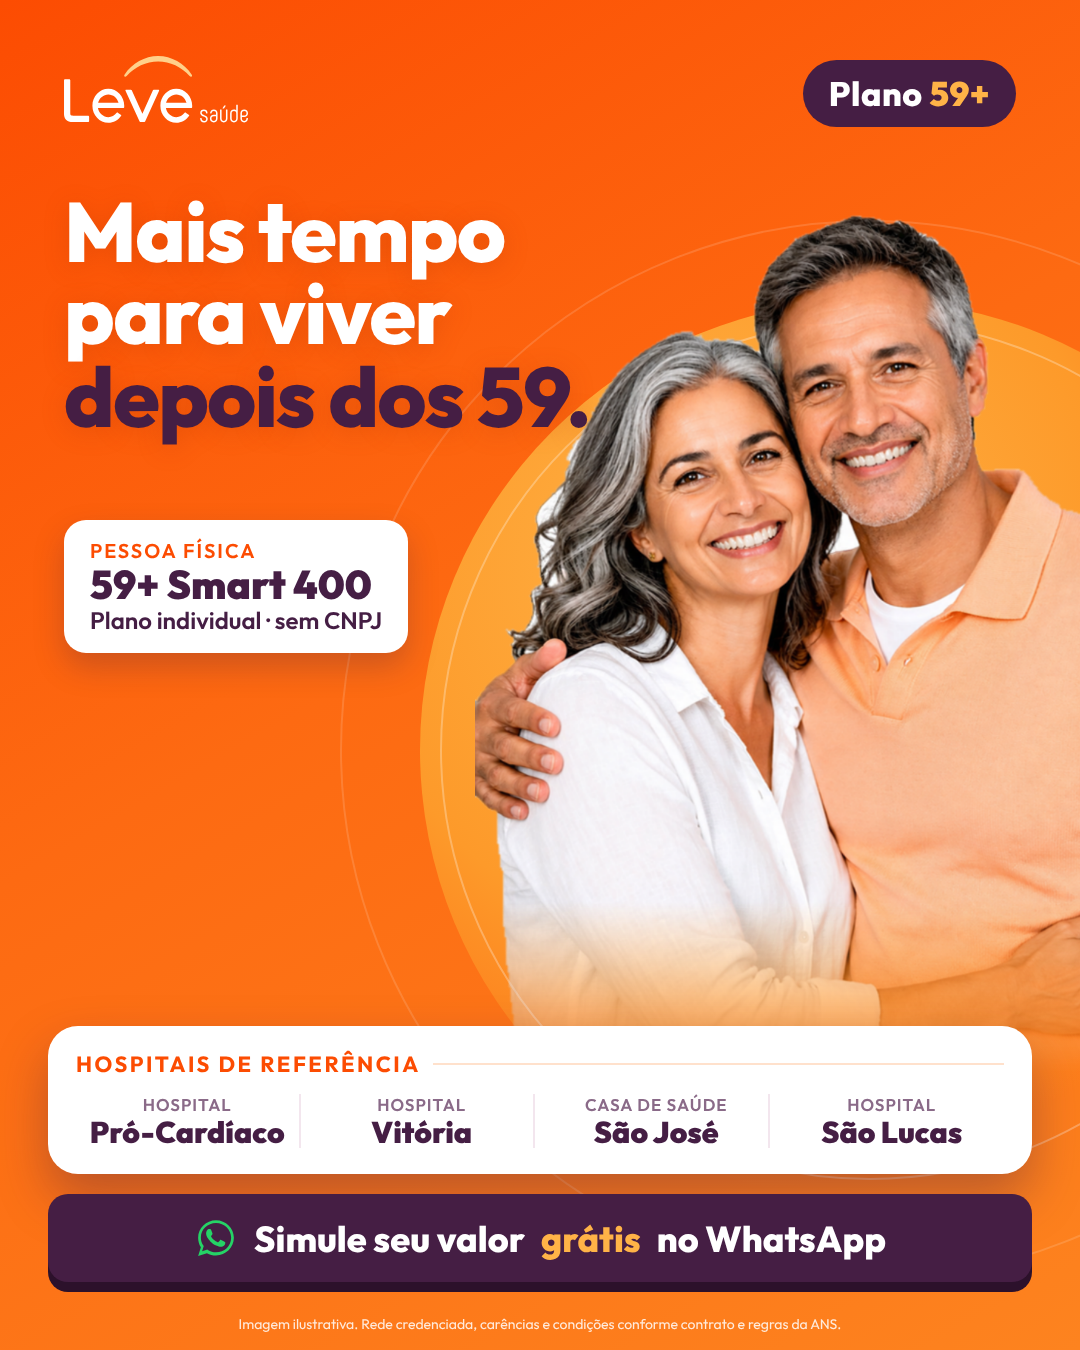 Leve saúde
Plano 59+
Mais tempo
para viver
depois dos 59.
PESSOA FÍSICA
59+ Smart 400
Plano individual · sem CNPJ
HOSPITAIS DE REFERÊNCIA
HOSPITAL
Pró-Cardíaco
HOSPITAL
Vitória
CASA DE SAÚDE
São José
HOSPITAL
São Lucas
Simule seu valor grátis no WhatsApp
Imagem ilustrativa. Rede credenciada, carências e condições conforme contrato e regras da ANS.